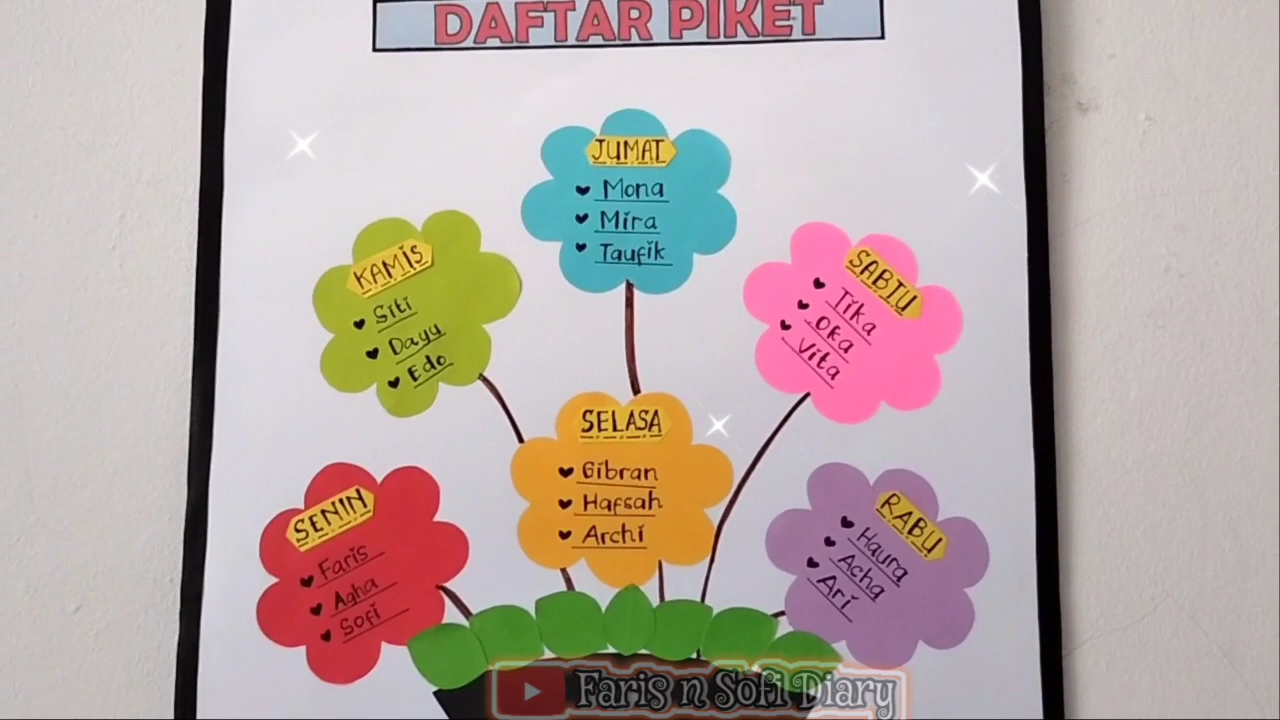 DAFTAR PIKET
JUMAT
Mona
Mira
Taufik
KAMIS
Siti
Dayu
Edo
SABTU
Tika
Oka
Vita
SELASA
Gibran
Hafsah
Archi
SENIN
Faris
Agha
Sofi
RABU
Haura
Acha
Ari
Faris n Sofi Diary